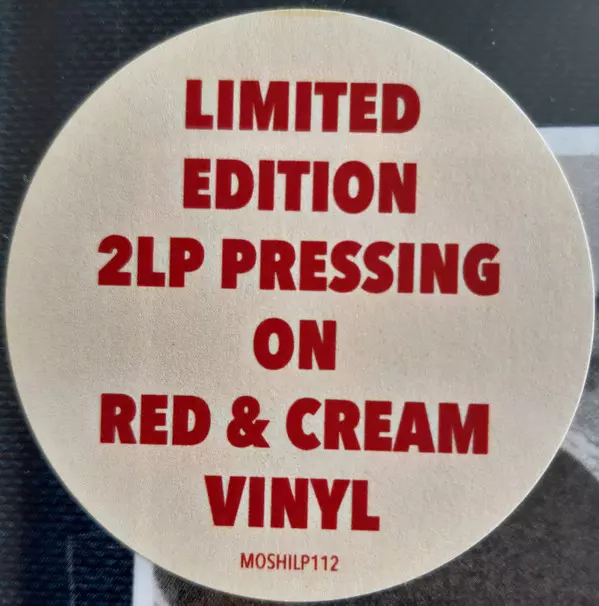 LIMITED
EDITION
2LP PRESSING
ON
RED & CREAM
VINYL
MOSHILP112